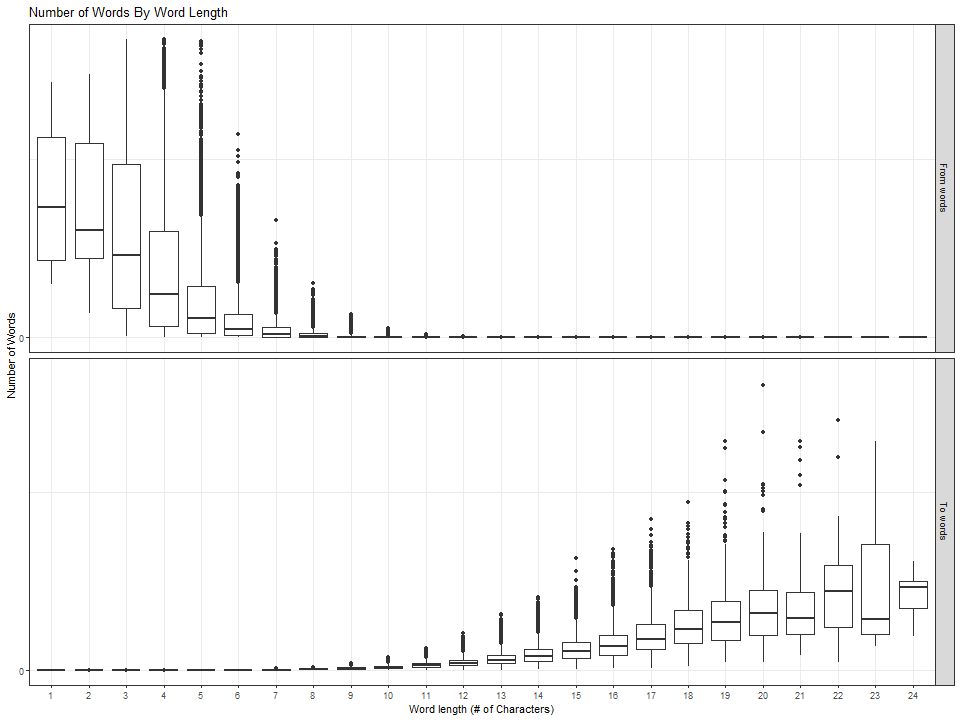 Number of Words By Word Length
Number of Words
0
From words
0
To words
1 2 3 4 5 6 7 8 9 10 11 12 13 14 15 16 17 18 19 20 21 22 23 24
Word length (# of Characters)